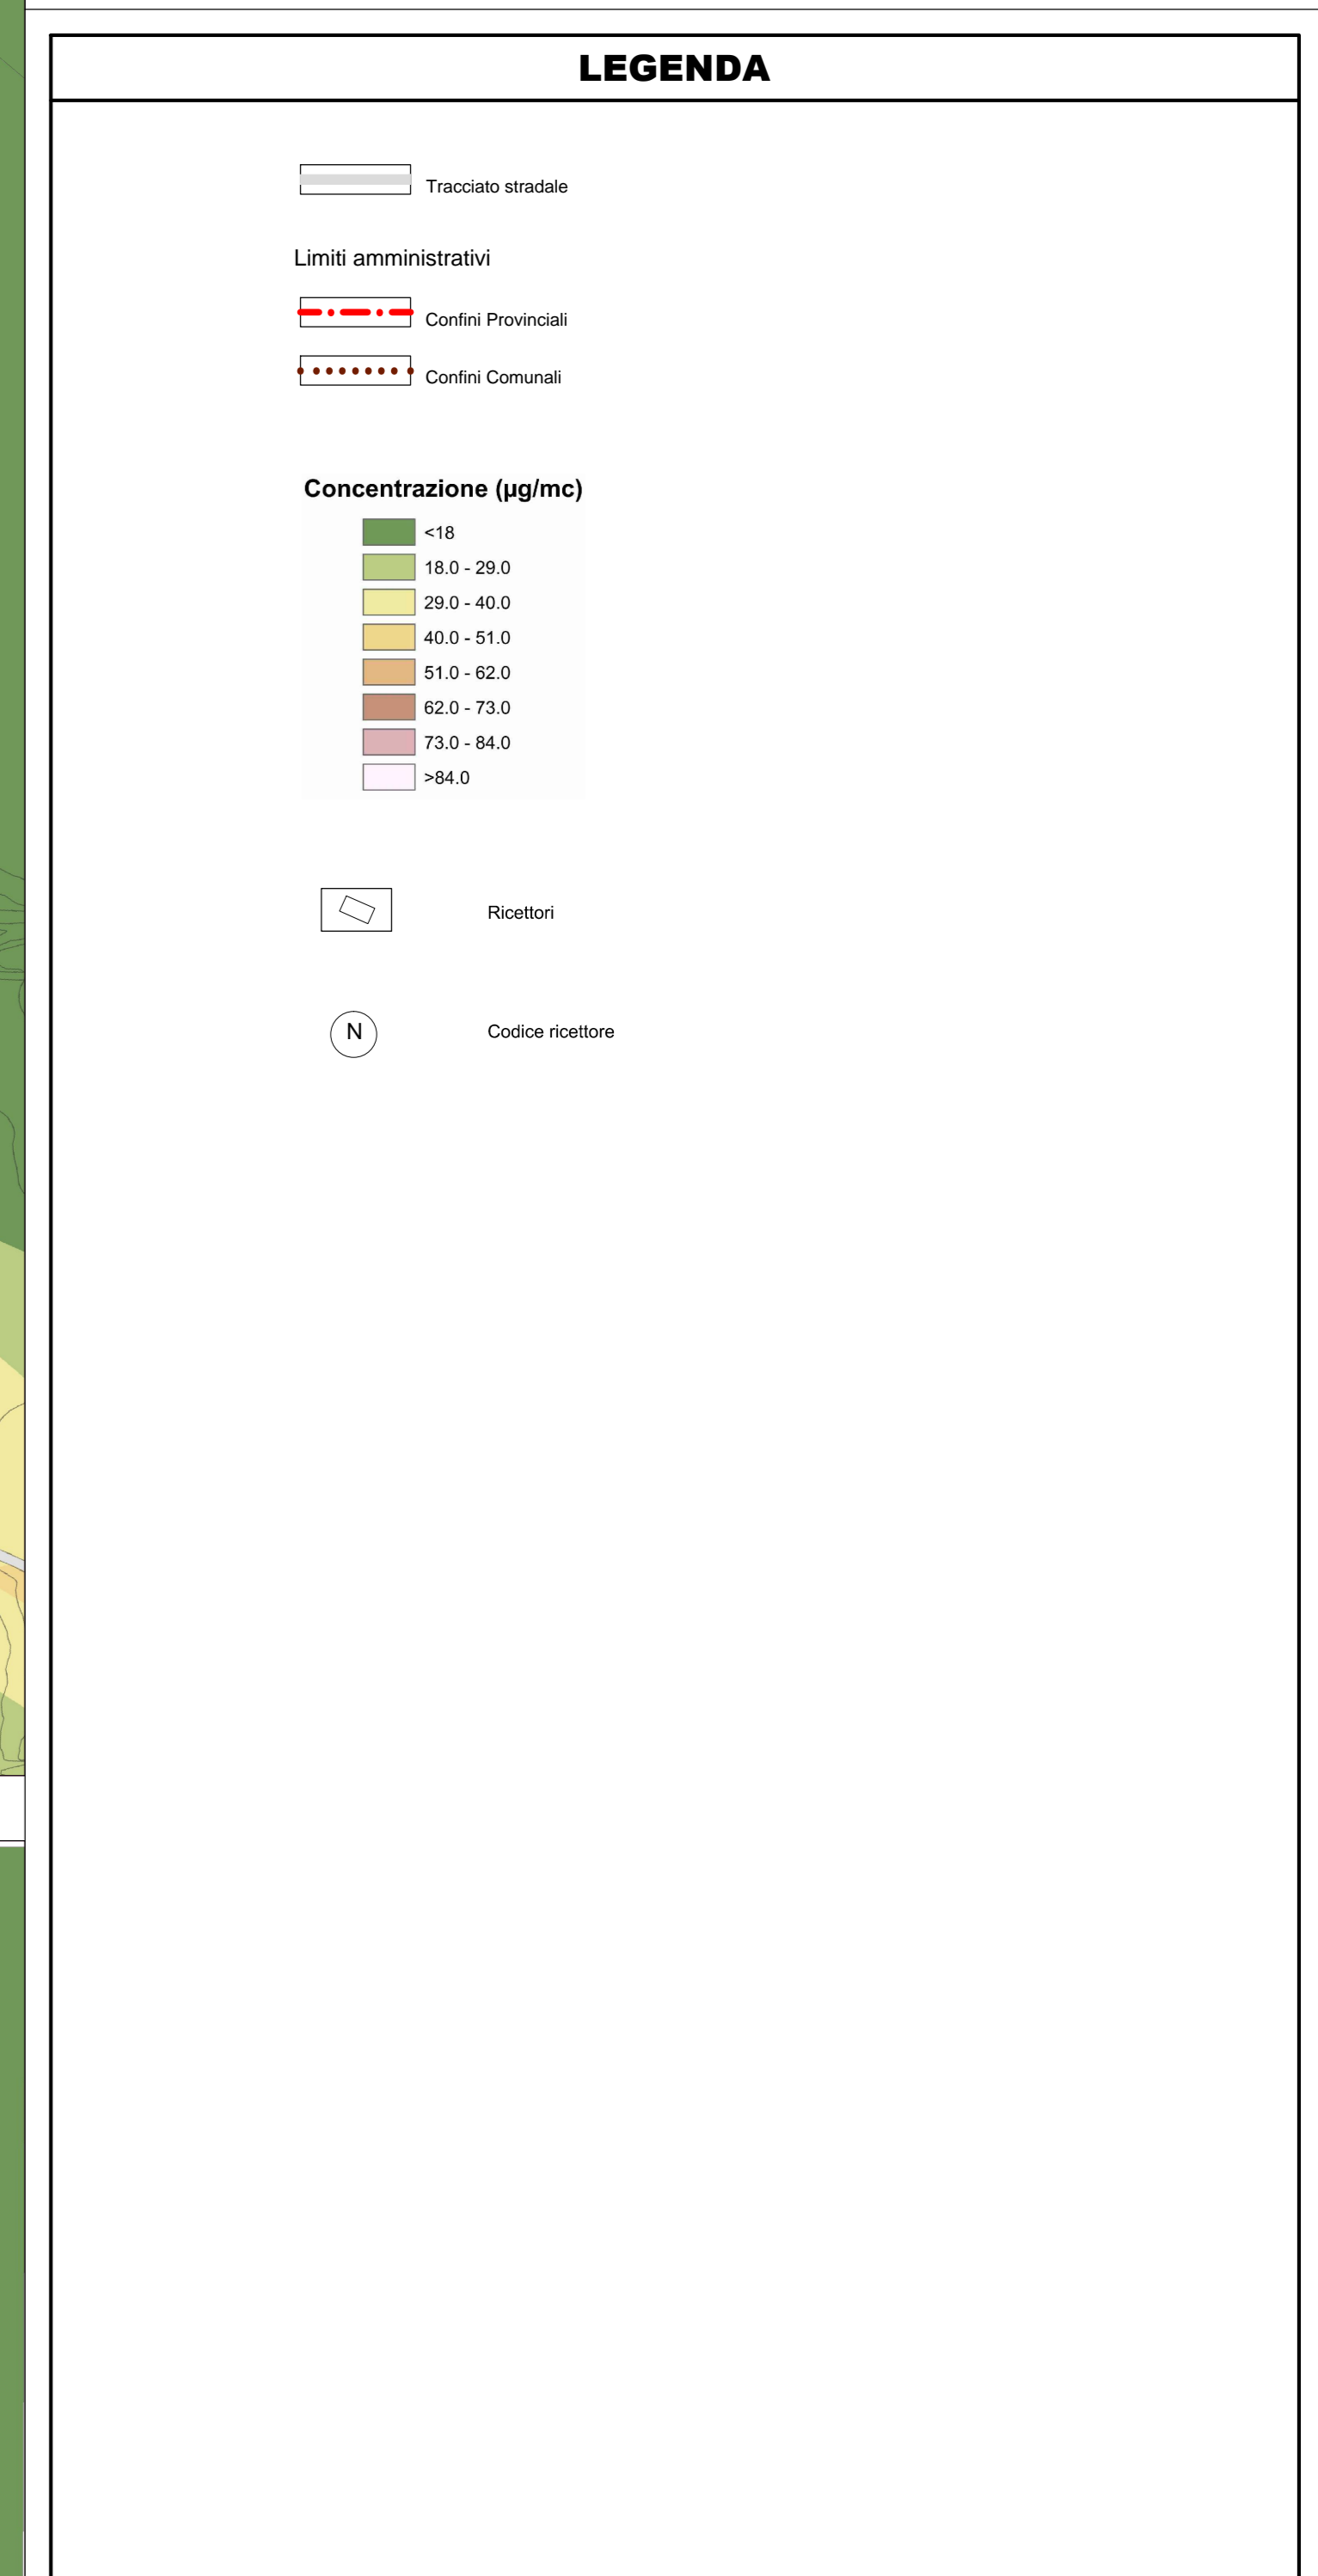 LEGENDA
Tracciato stradale
Limiti amministrativi
Confini Provinciali
Confini Comunali
Concentrazione (µg/mc)
<18
18.0 - 29.0
29.0 - 40.0
40.0 - 51.0
51.0 - 62.0
62.0 - 73.0
73.0 - 84.0
>84.0
Ricettori
N Codice ricettore